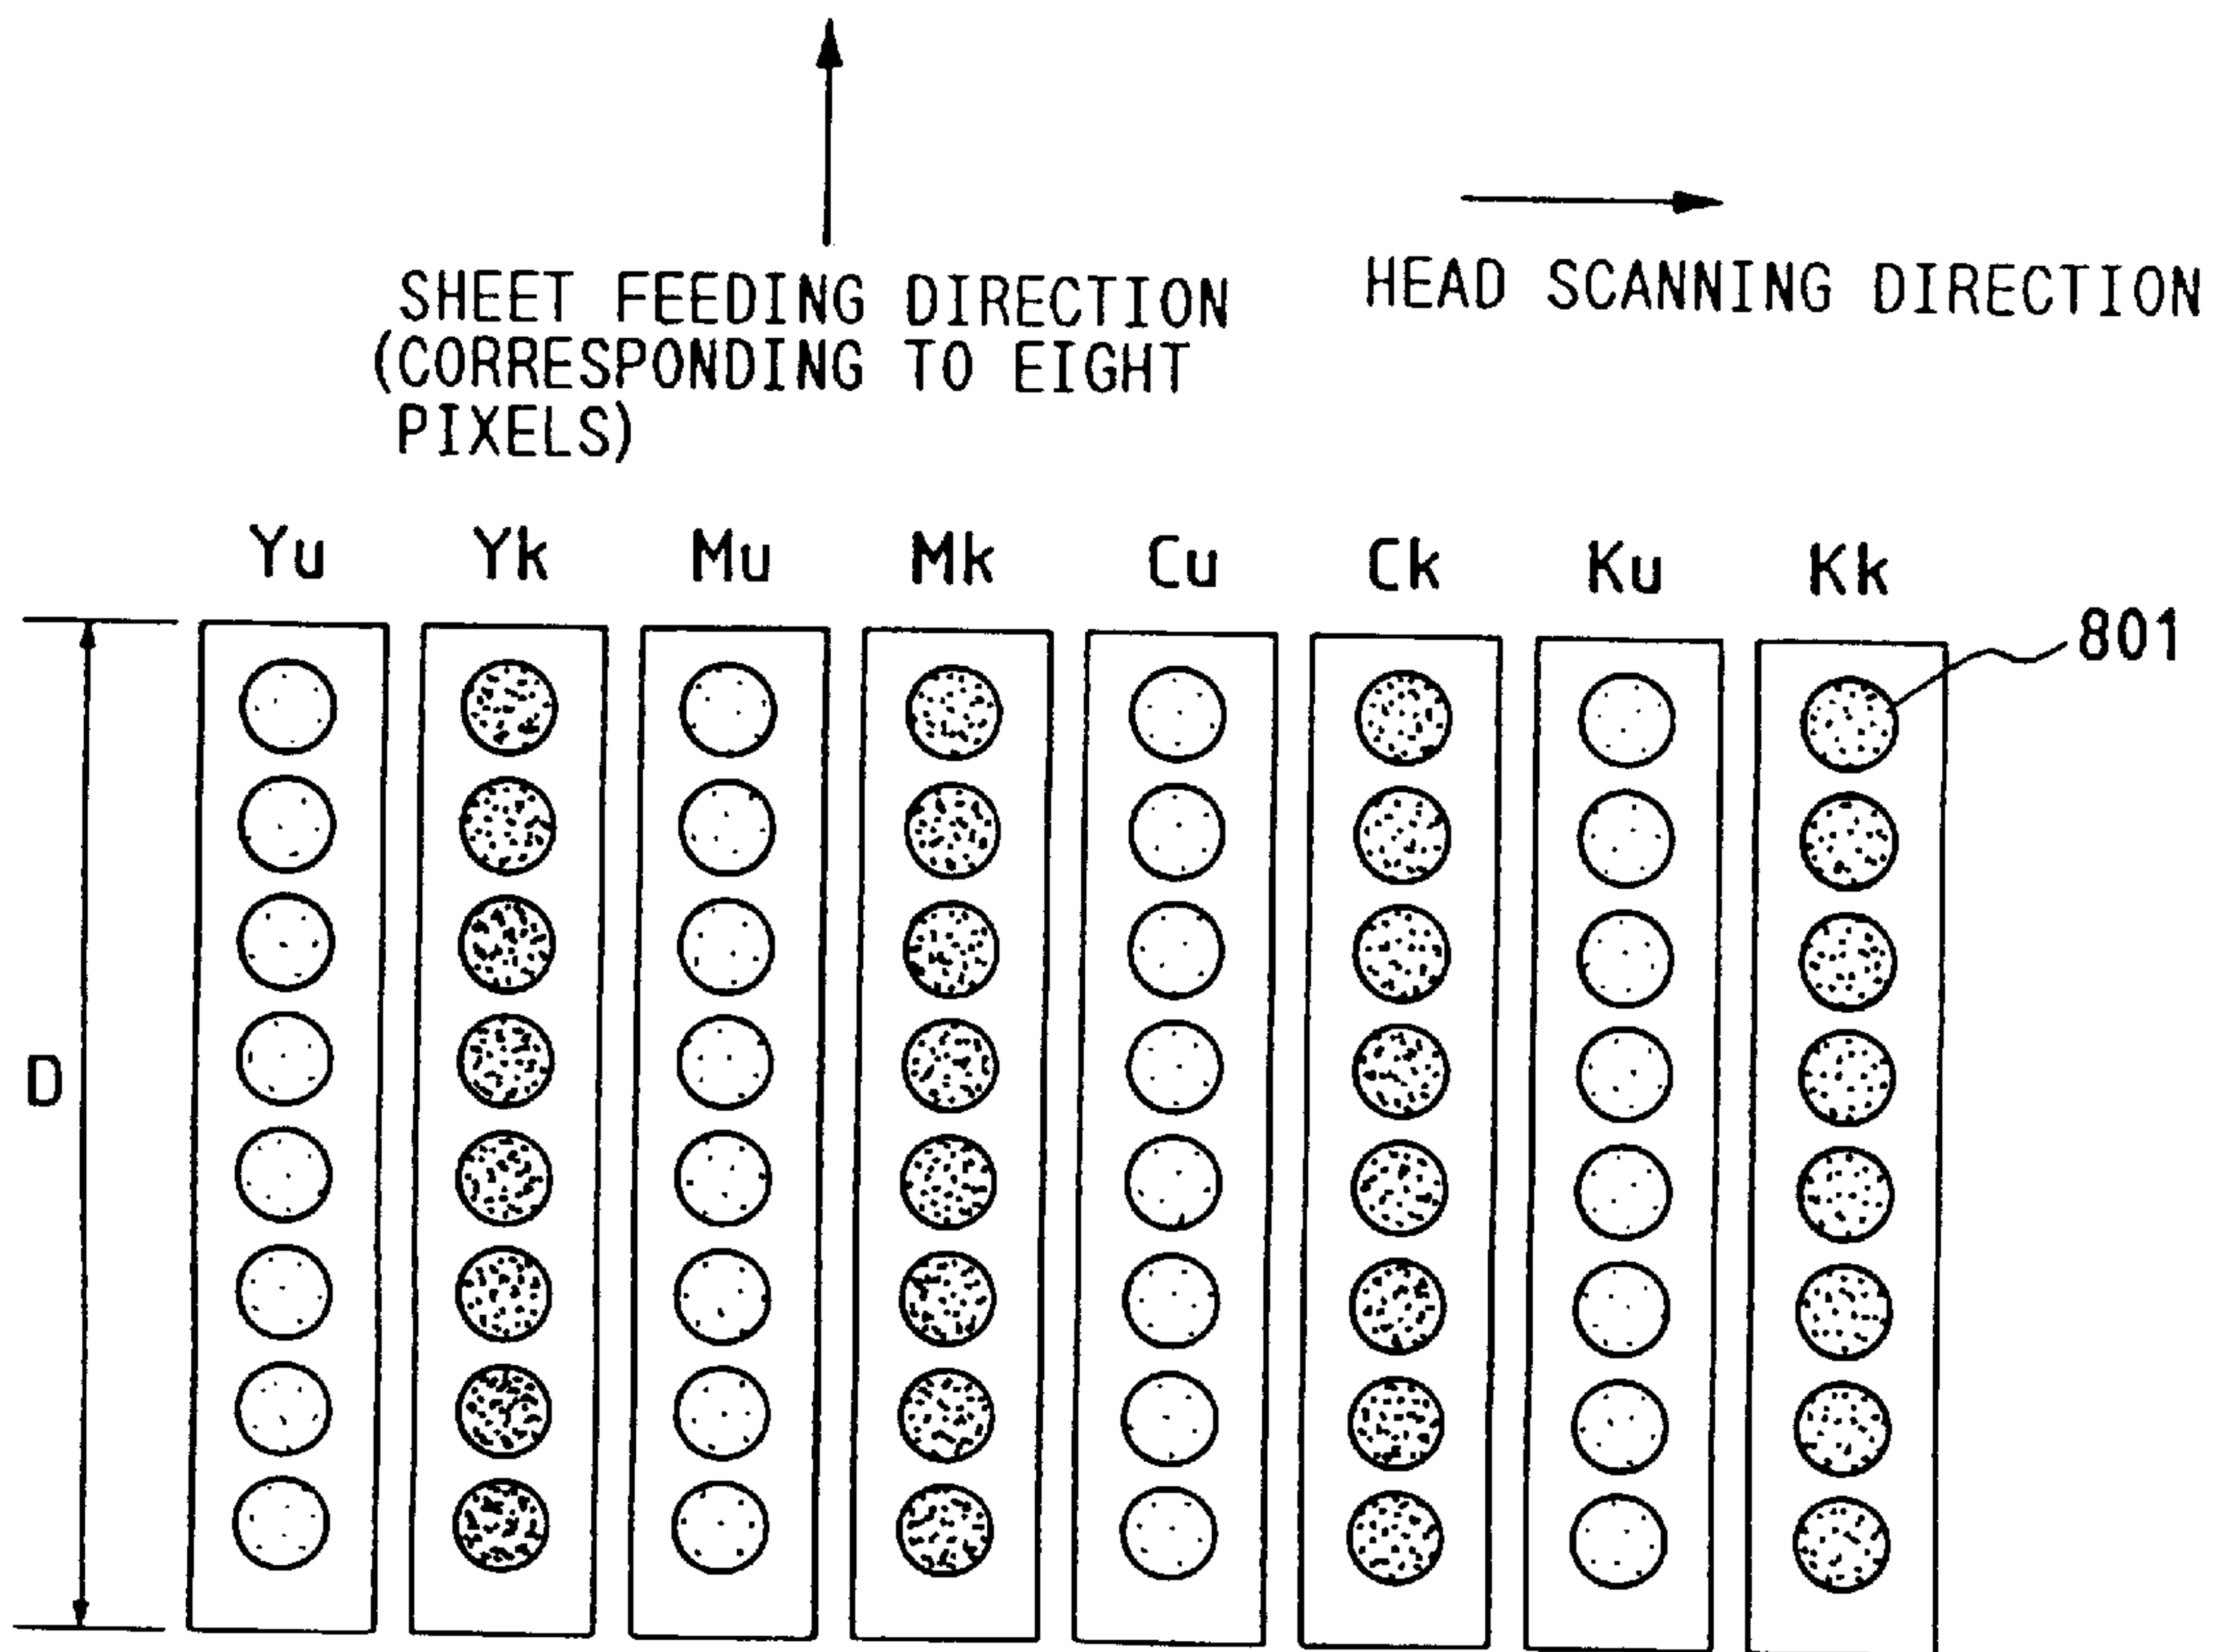 SHEET FEEDING DIRECTION
(CORRESPONDING TO EIGHT
PIXELS)
HEAD SCANNING DIRECTION
Yu Yk Mu Mk Cu Ck Ku Kk
801
D